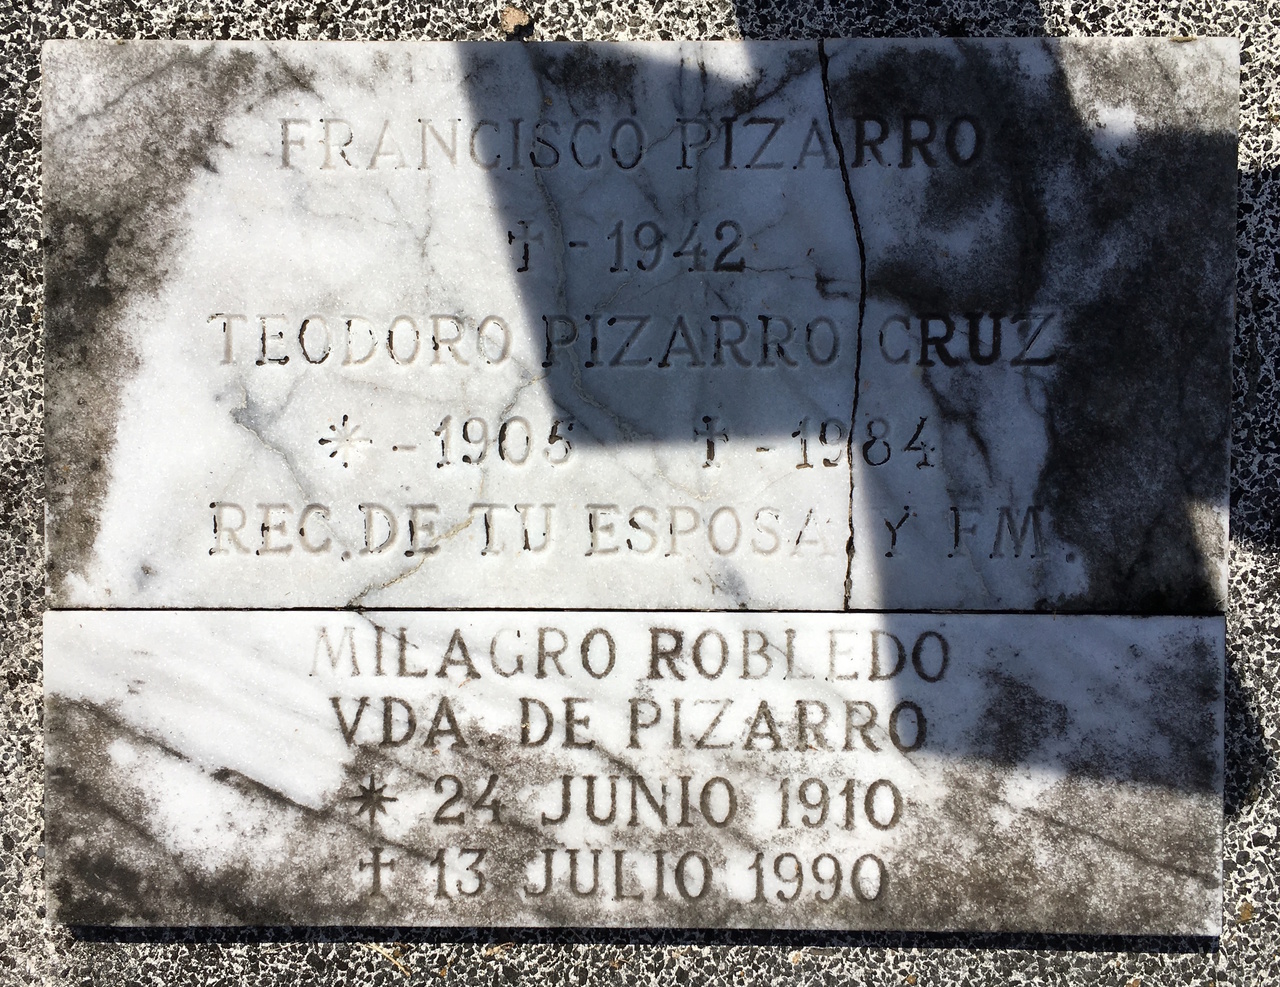 FRANCISCO PIZARRO
✝ - 1942
TEODORO PIZARRO CRUZ
* - 1905 ✝ - 1984
REC. DE TU ESPOSA Y FM.
MILAGRO ROBLEDO
VDA. DE PIZARRO
* 24 JUNIO 1910
✝ 13 JULIO 1990